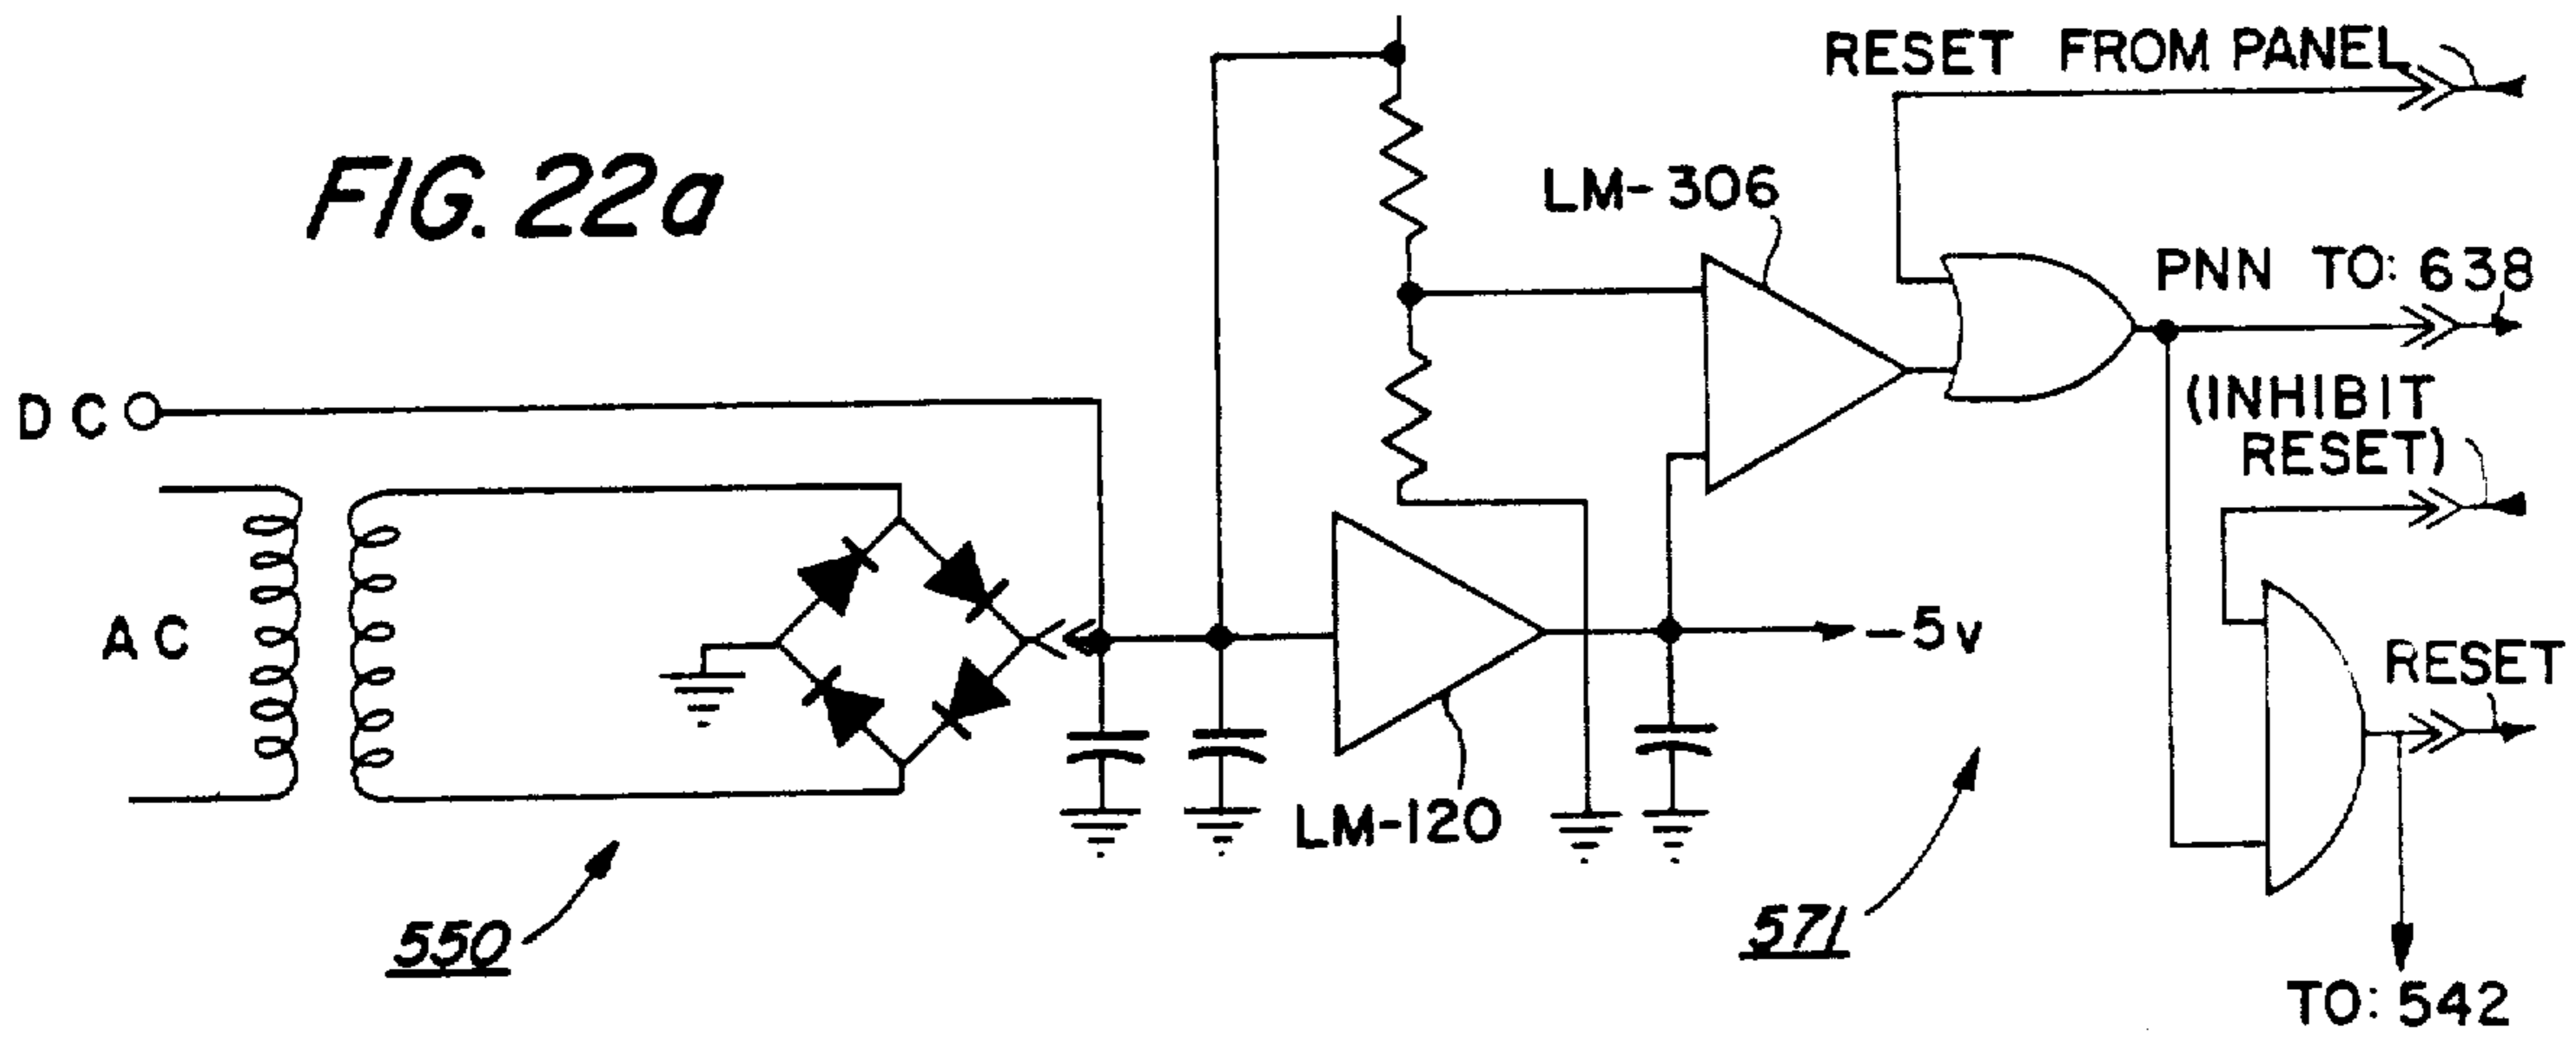 RESET FROM PANEL
FIG. 22a
LM-306
PNN TO: 638
(INHIBIT
RESET)
DC
AC
-5v
RESET
LM-120
550
571
TO: 542